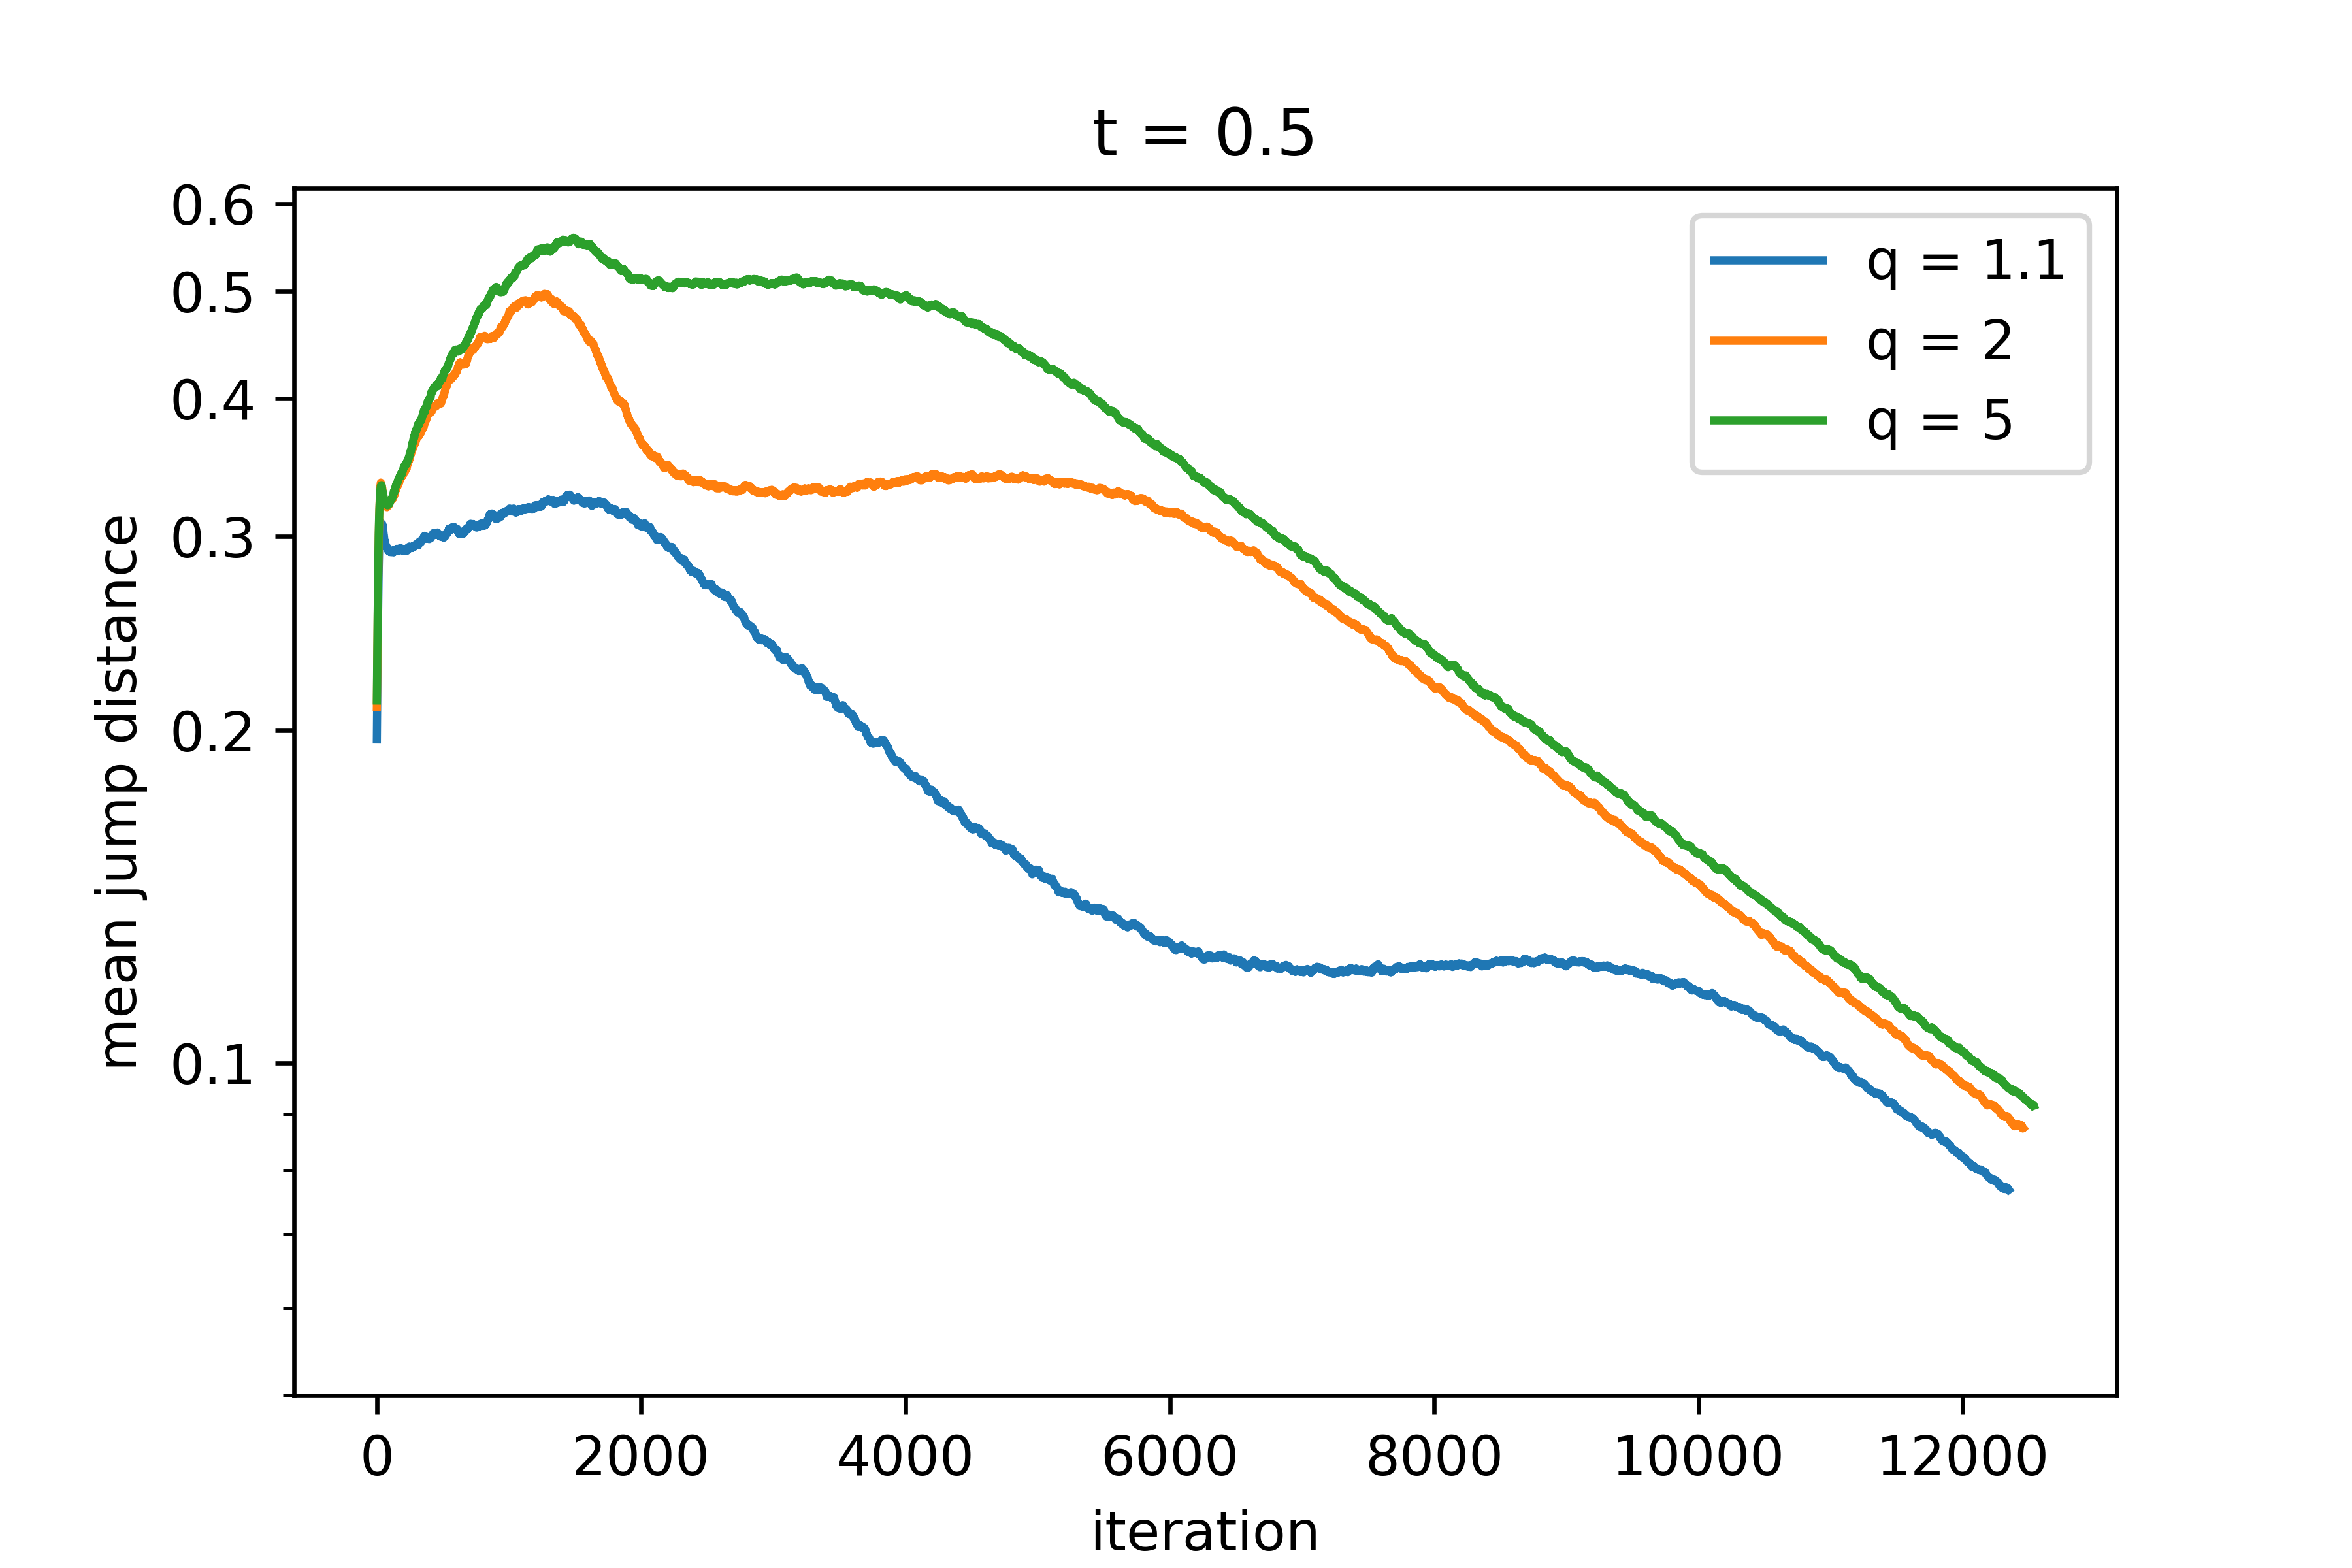 t = 0.5
0.6
0.5
0.4
0.3
0.2
0.1
mean jump distance
q = 1.1
q = 2
q = 5
0 2000 4000 6000 8000 10000 12000
iteration